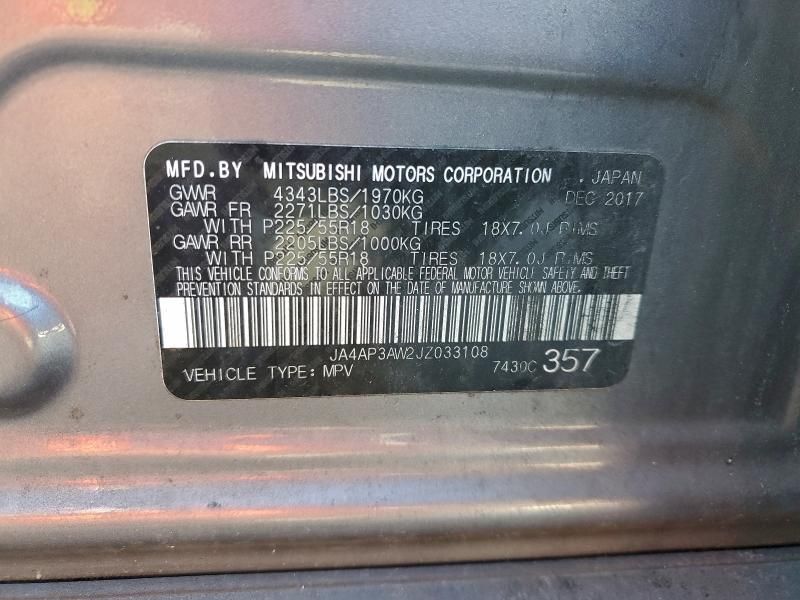 MFD.BY MITSUBISHI MOTORS CORPORATION . JAPAN
GVWR 4343LBS/1970KG DEC 2017
GAWR FR 2271LBS/1030KG
WITH P225/55R18 TIRES 18X7.0J RIMS
GAWR RR 2205LBS/1000KG
WITH P225/55R18 TIRES 18X7.0J RIMS
THIS VEHICLE CONFORMS TO ALL APPLICABLE FEDERAL MOTOR VEHICLE SAFETY AND THEFT
PREVENTION STANDARDS IN EFFECT ON THE DATE OF MANUFACTURE SHOWN ABOVE.
JA4AP3AW2JZ033108
VEHICLE TYPE: MPV 7430C 357